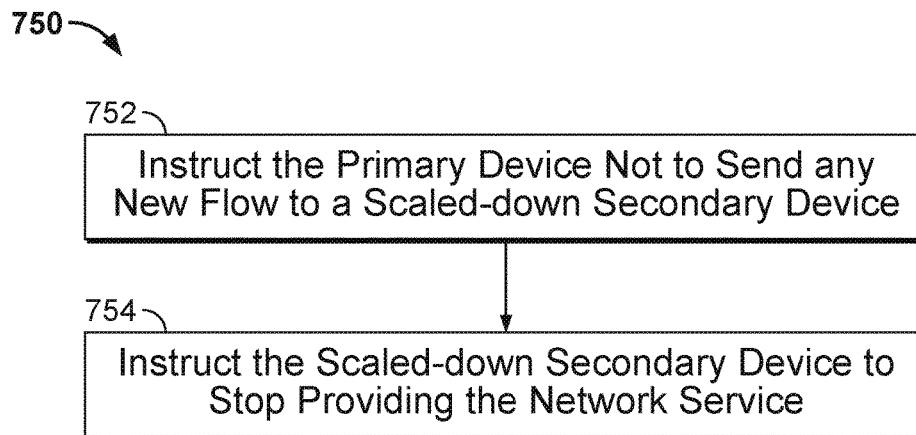 750
752
Instruct the Primary Device Not to Send any
New Flow to a Scaled-down Secondary Device
754
Instruct the Scaled-down Secondary Device to
Stop Providing the Network Service